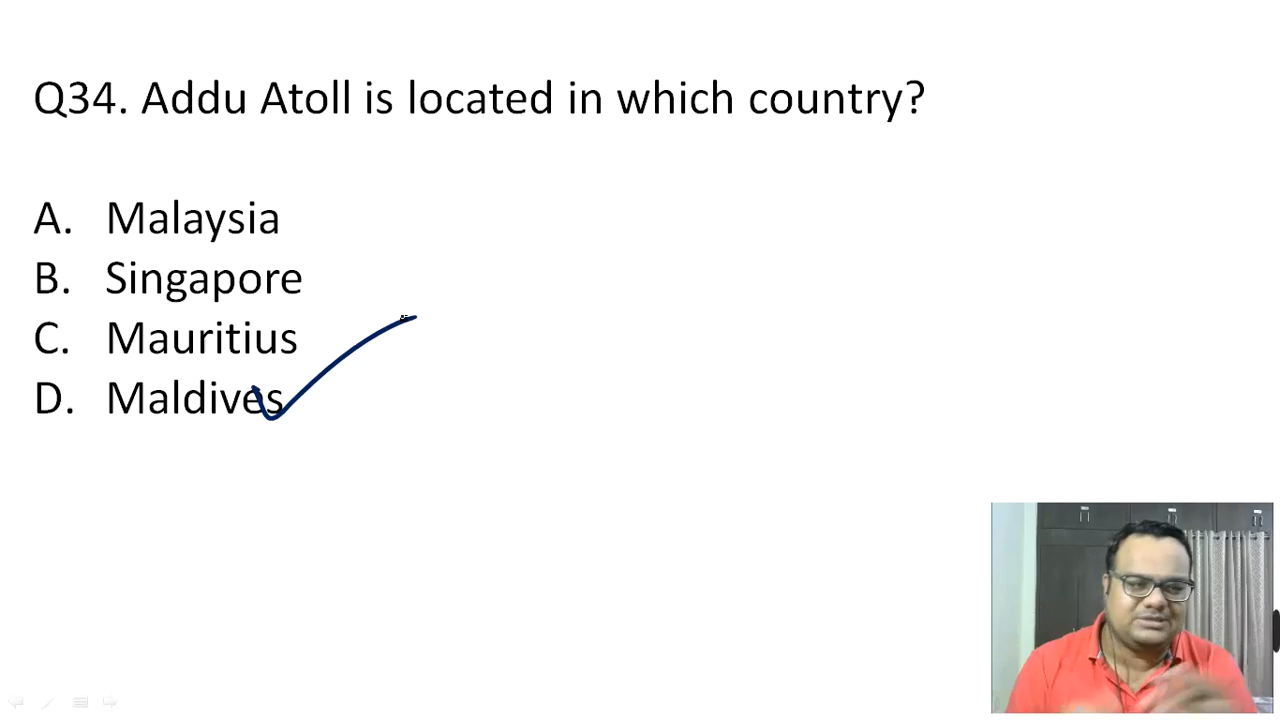 Q34. Addu Atoll is located in which country?
A. Malaysia
B. Singapore
C. Mauritius
D. Maldives